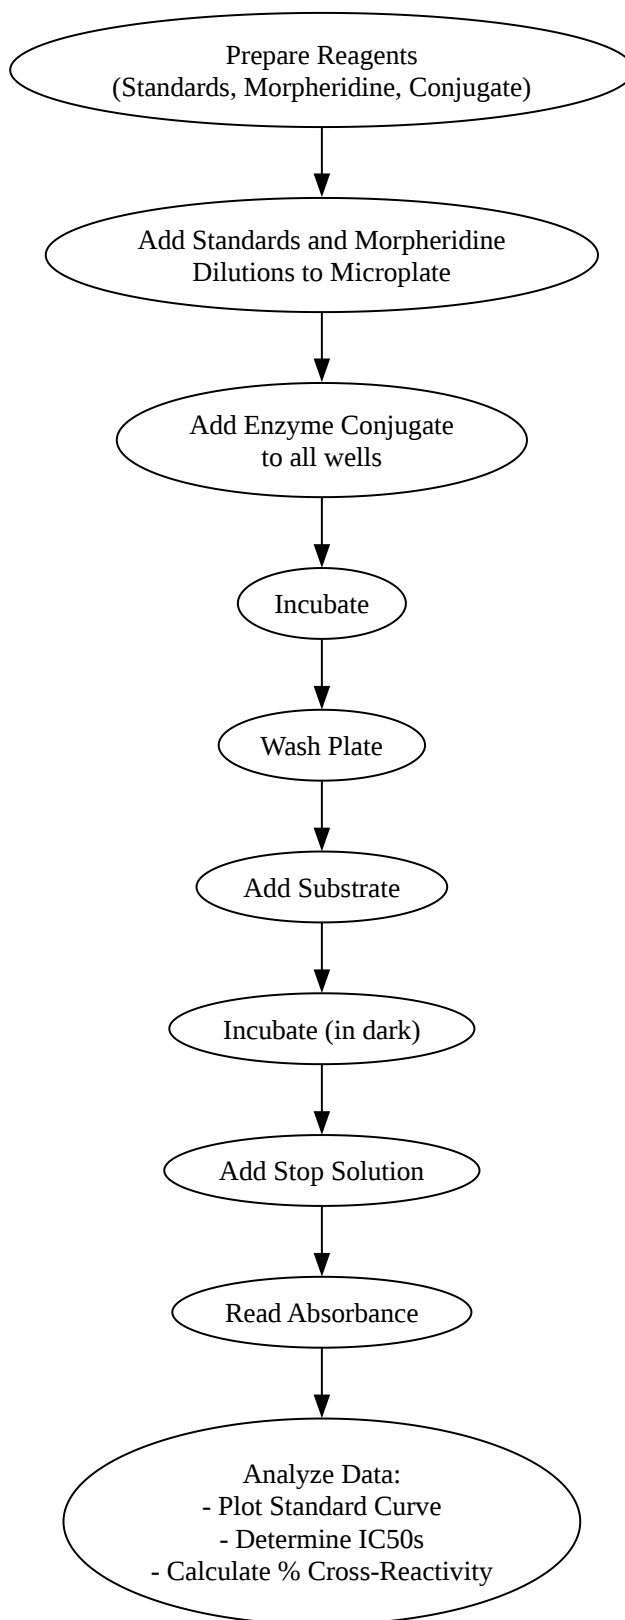 Prepare Reagents
(Standards, Morpheridine, Conjugate)
Add Standards and Morpheridine
Dilutions to Microplate
Add Enzyme Conjugate
to all wells
Incubate
Wash Plate
Add Substrate
Incubate (in dark)
Add Stop Solution
Read Absorbance
Analyze Data:
- Plot Standard Curve
- Determine IC50s
- Calculate % Cross-Reactivity